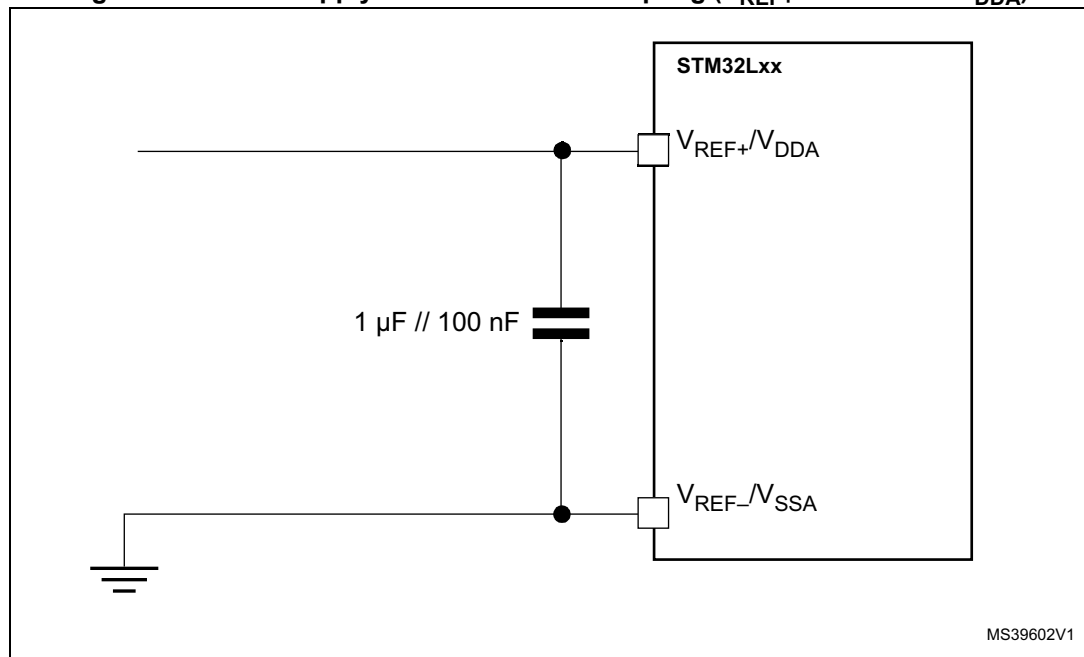 STM32Lxx
VREF+/VDDA
1 µF // 100 nF
VREF–/VSSA
MS39602V1